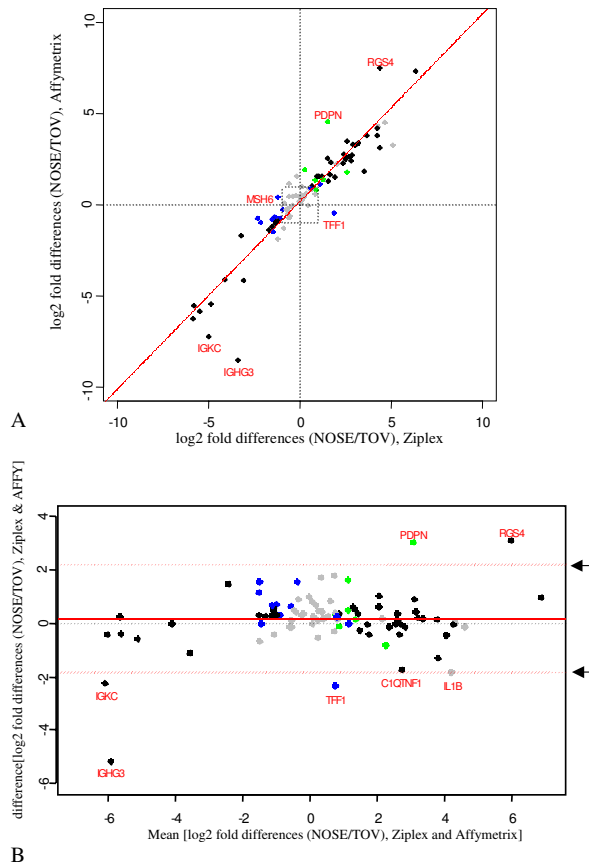 10
5
0
-5
-10
log2 fold differences (NOSE/TOV), Affymetrix
RGS4
PDPN
MSH6
TFF1
IGKC
IGHG3
-10 -5 0 5 10
log2 fold differences (NOSE/TOV), Ziplex
A
4
2
0
-2
-4
-6
difference[log2 fold differences (NOSE/TOV), Ziplex & AFFY]
PDPN
RGS4
IGKC
TFF1
C1QTNF1
IL1B
IGHG3
-6 -4 -2 0 2 4 6
Mean [log2 fold differences (NOSE/TOV), Ziplex and Affymetrix]
B